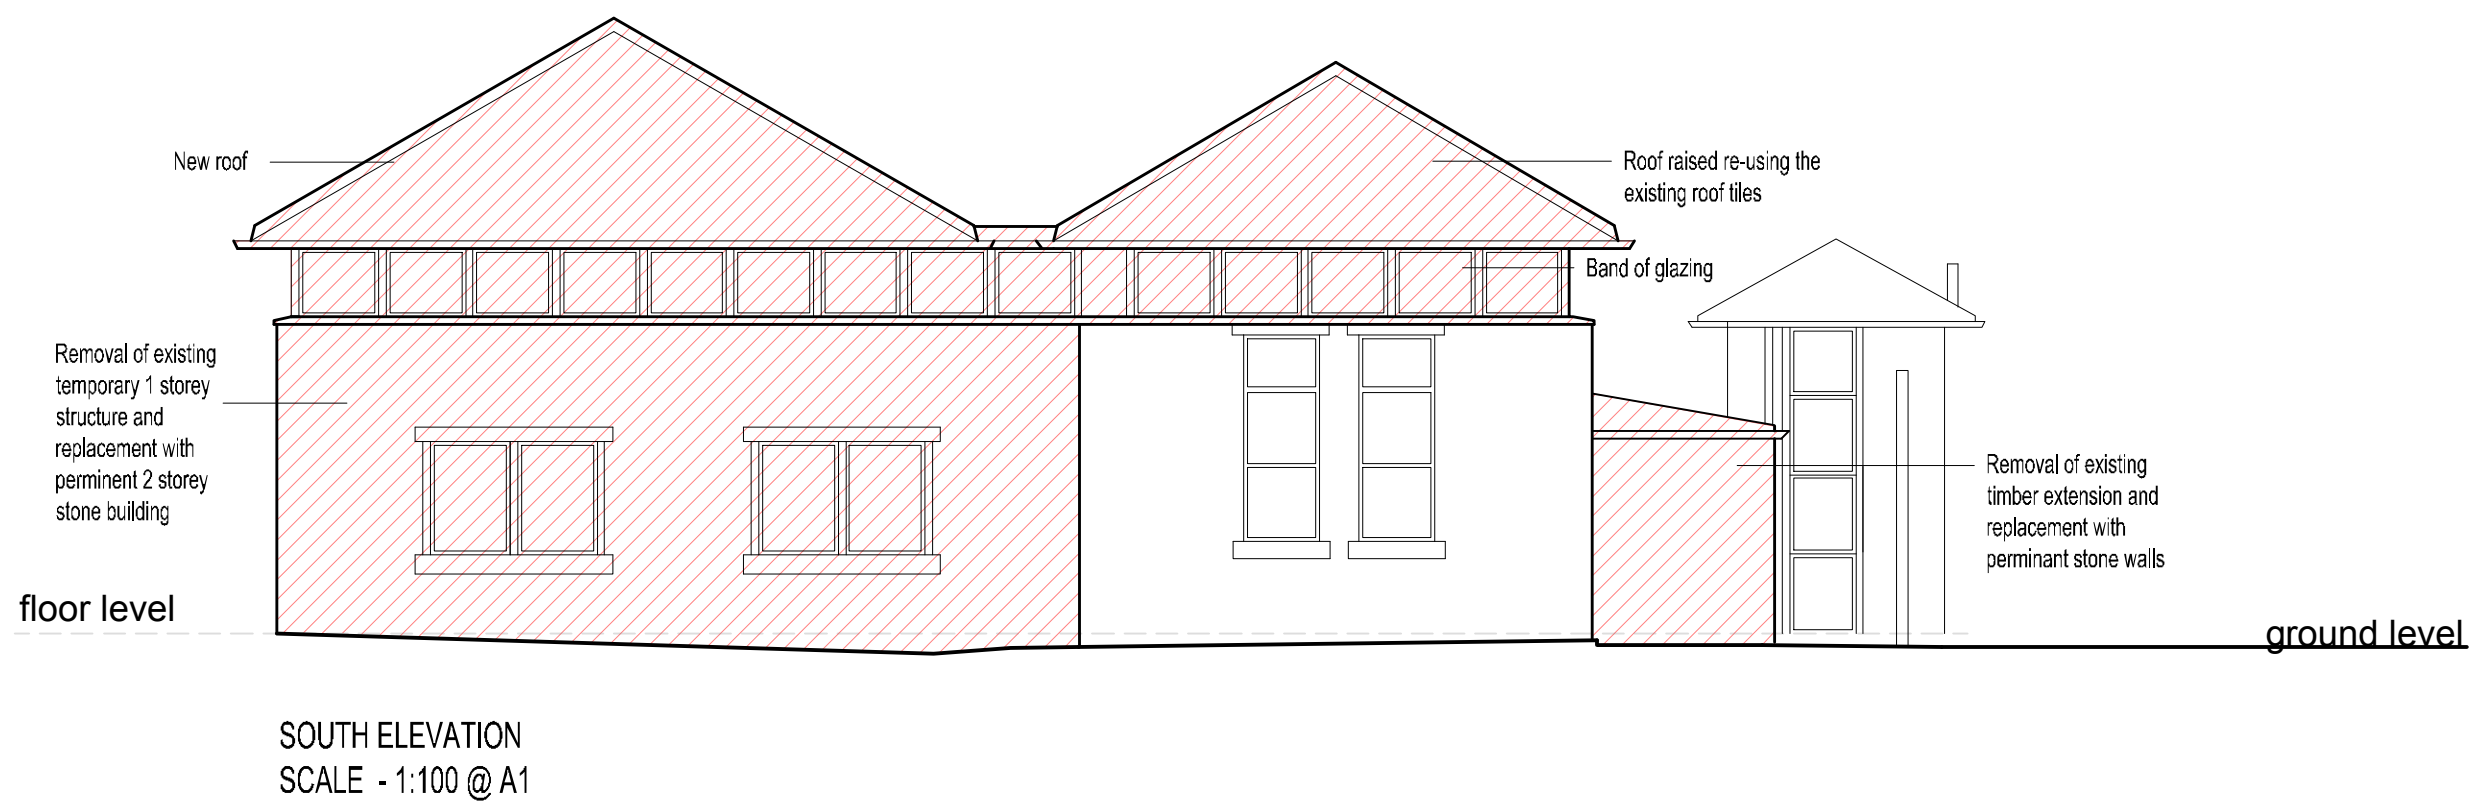 New roof
Roof raised re-using the
existing roof tiles
Band of glazing
Removal of existing
temporary 1 storey
structure and
replacement with
perminent 2 storey
stone building
Removal of existing
timber extension and
replacement with
perminant stone walls
floor level
ground level
SOUTH ELEVATION
SCALE - 1:100 @ A1